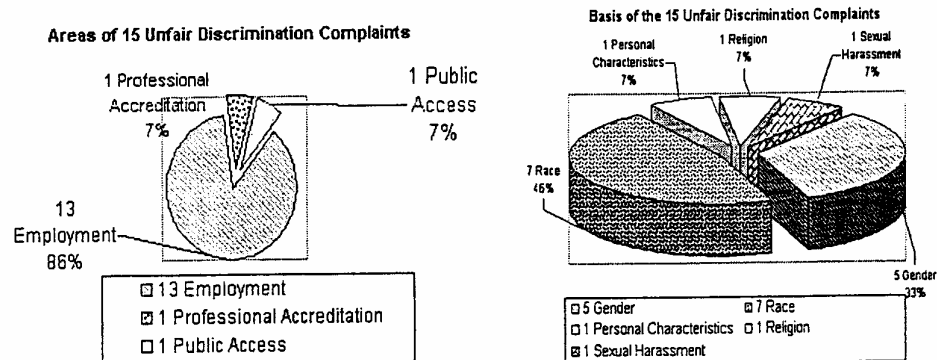 Areas of 15 Unfair Discrimination Complaints
1 Professional
Accreditation
7%
1 Public
Access
7%
13
Employment
86%
13 Employment
1 Professional Accreditation
1 Public Access
Basis of the 15 Unfair Discrimination Complaints
1 Personal
Characteristics
7%
1 Religion
7%
1 Sexual
Harassment
7%
7 Race
46%
5 Gender
33%
5 Gender 7 Race
1 Personal Characteristics 1 Religion
1 Sexual Harassment